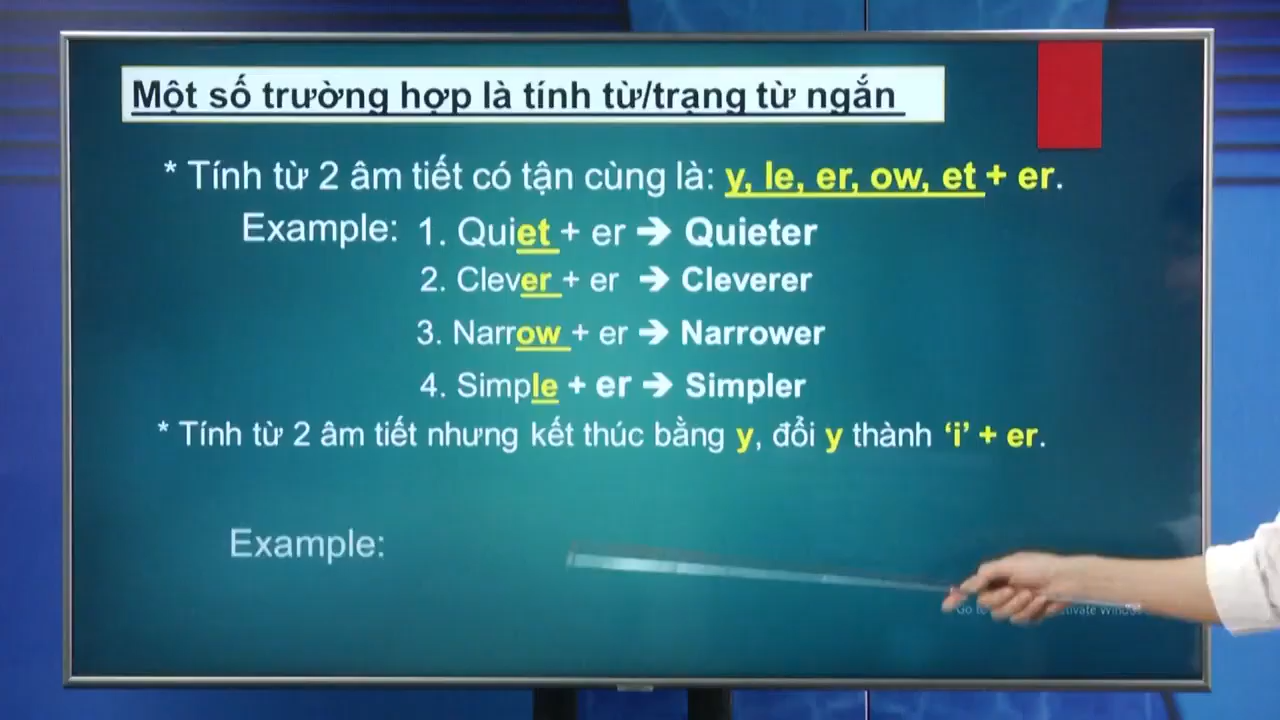 Một số trường hợp là tính từ/trạng từ ngắn
* Tính từ 2 âm tiết có tận cùng là: y, le, er, ow, et + er.
Example: 1. Quiet + er ➔ Quieter
2. Clever + er ➔ Cleverer
3. Narrow + er ➔ Narrower
4. Simple + er ➔ Simpler
* Tính từ 2 âm tiết nhưng kết thúc bằng y, đổi y thành ‘i’ + er.
Example:
Go to